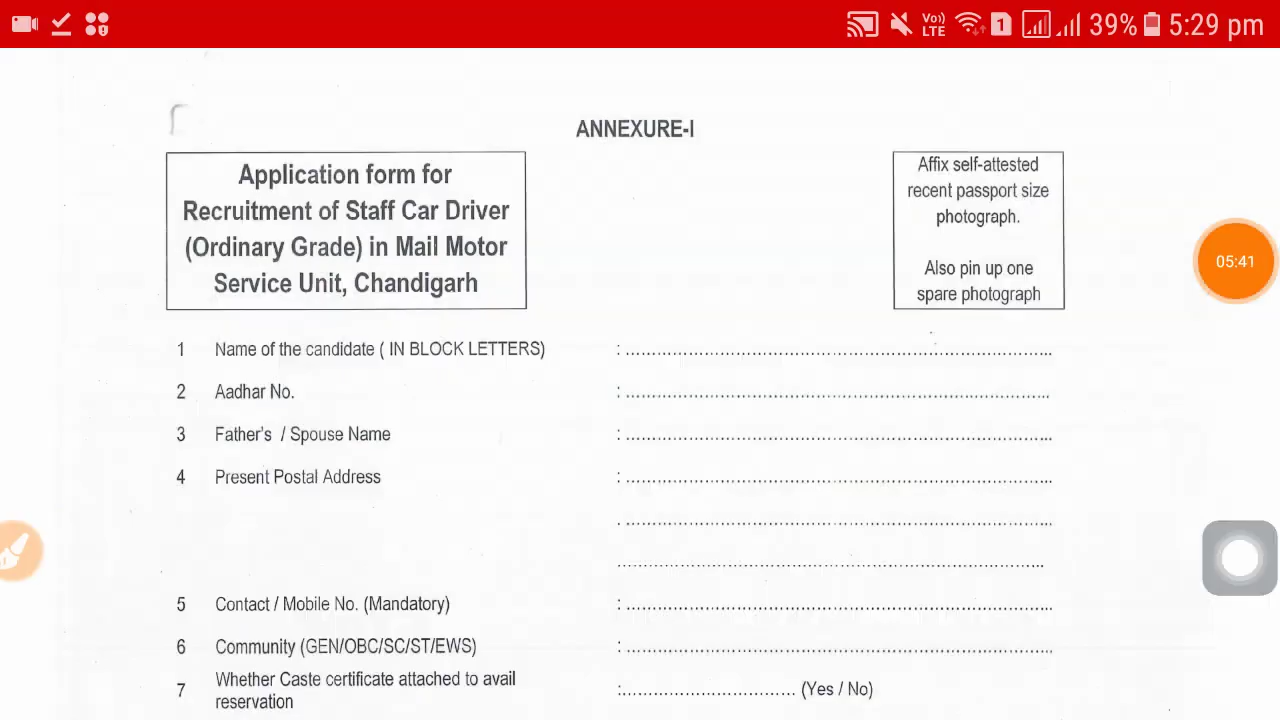 Vo)) LTE 1 39% 5:29 pm
ANNEXURE-I
Application form for
Recruitment of Staff Car Driver
(Ordinary Grade) in Mail Motor
Service Unit, Chandigarh
Affix self-attested
recent passport size
photograph.
Also pin up one
spare photograph
05:41
1 Name of the candidate ( IN BLOCK LETTERS) : ................................................................
2 Aadhar No. : ................................................................
3 Father's / Spouse Name : ................................................................
4 Present Postal Address : ................................................................
................................................................
................................................................
5 Contact / Mobile No. (Mandatory) : ................................................................
6 Community (GEN/OBC/SC/ST/EWS) : ................................................................
7 Whether Caste certificate attached to avail
reservation :.............................. (Yes / No)